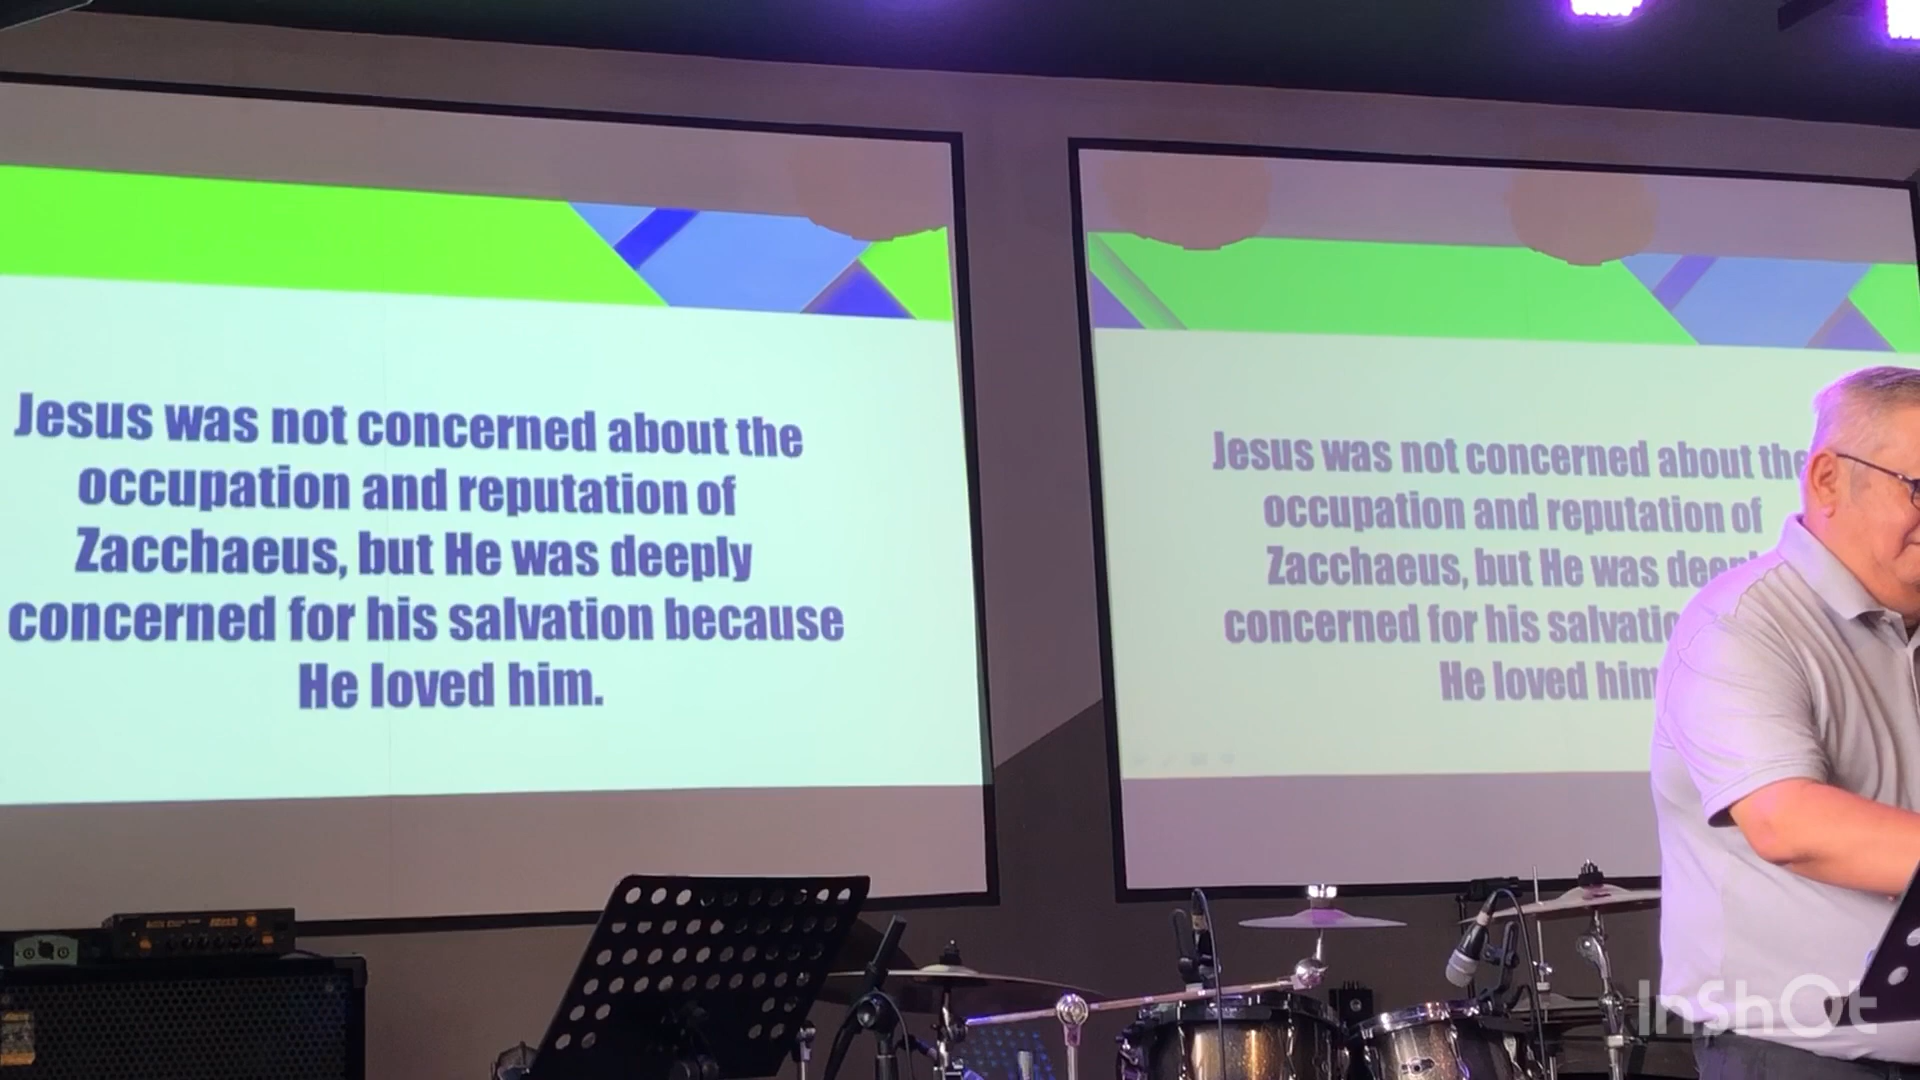 Jesus was not concerned about the
occupation and reputation of
Zacchaeus, but He was deeply
concerned for his salvation because
He loved him.
Jesus was not concerned about the
occupation and reputation of
Zacchaeus, but He was
concerned for his
He loved him
InShOt